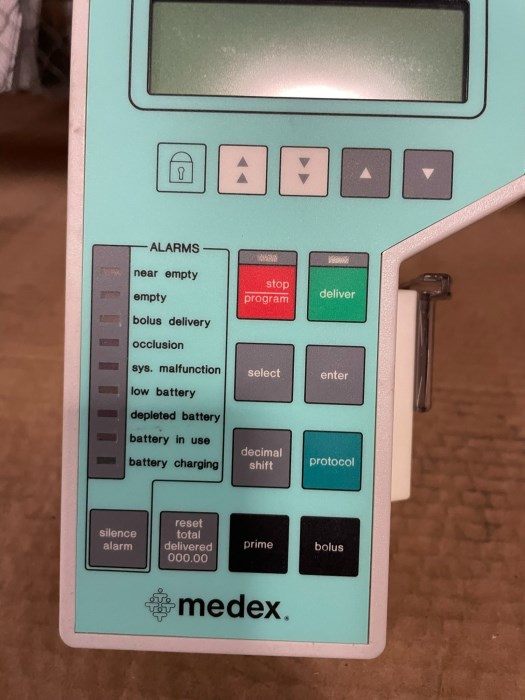 ALARMS
near empty
empty
bolus delivery
occlusion
sys. malfunction
low battery
depleted battery
battery in use
battery charging
stop
program
deliver
select
enter
decimal
shift
protocol
silence
alarm
reset
total
delivered
000.00
prime
bolus
medex